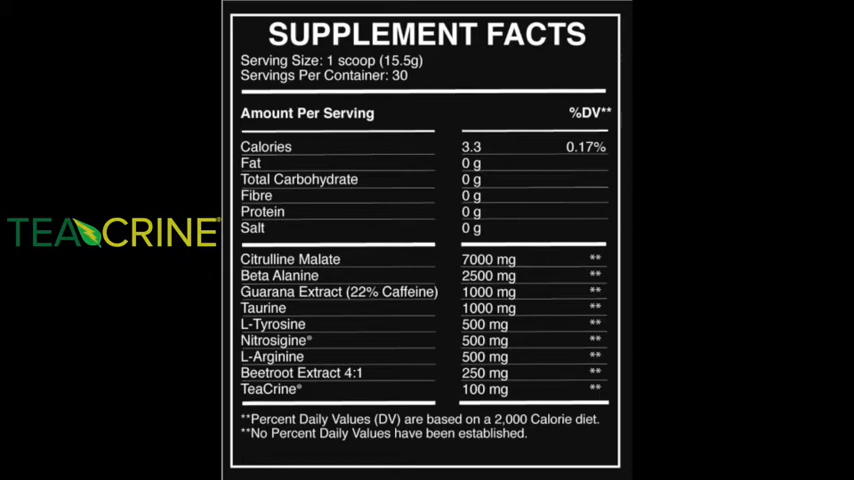 SUPPLEMENT FACTS
Serving Size: 1 scoop (15.5g)
Servings Per Container: 30
Amount Per Serving %DV**
Calories 3.3 0.17%
Fat 0 g
Total Carbohydrate 0 g
Fibre 0 g
Protein 0 g
Salt 0 g
TEACRINE®
Citrulline Malate 7000 mg **
Beta Alanine 2500 mg **
Guarana Extract (22% Caffeine) 1000 mg **
Taurine 1000 mg **
L-Tyrosine 500 mg **
Nitrosigine® 500 mg **
L-Arginine 500 mg **
Beetroot Extract 4:1 250 mg **
TeaCrine® 100 mg **
**Percent Daily Values (DV) are based on a 2,000 Calorie diet.
**No Percent Daily Values have been established.